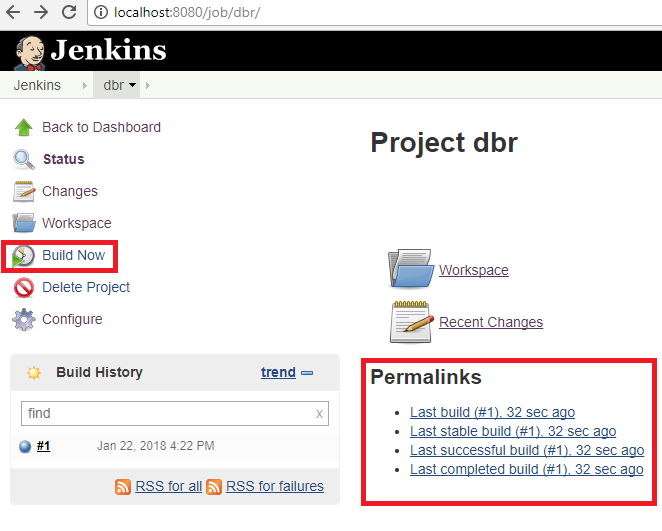 localhost:8080/job/dbr/
Jenkins
Jenkins dbr
Back to Dashboard
Status
Changes
Workspace
Build Now
Delete Project
Configure
Build History trend
find x
#1 Jan 22, 2018 4:22 PM
RSS for all RSS for failures
Project dbr
Workspace
Recent Changes
Permalinks
Last build (#1), 32 sec ago
Last stable build (#1), 32 sec ago
Last successful build (#1), 32 sec ago
Last completed build (#1), 32 sec ago